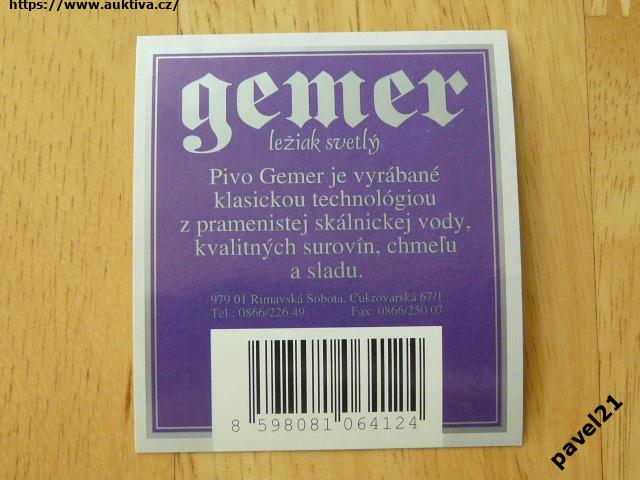 https://www.auktiva.cz/
gemer
ležiak svetlý
Pivo Gemer je vyrábané
klasickou technológiou
z pramenistej skálnickej vody,
kvalitných surovín, chmeľu
a sladu.
979 01 Rimavská Sobota, Cukrovarská 67/1
Tel.: 0866/226 49 Fax: 0866/250 07
8 598081 064124
pavel21